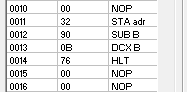 0010 00 NOP
0011 32 STA adr
0012 90 SUB B
0013 0B DCX B
0014 76 HLT
0015 00 NOP
0016 00 NOP